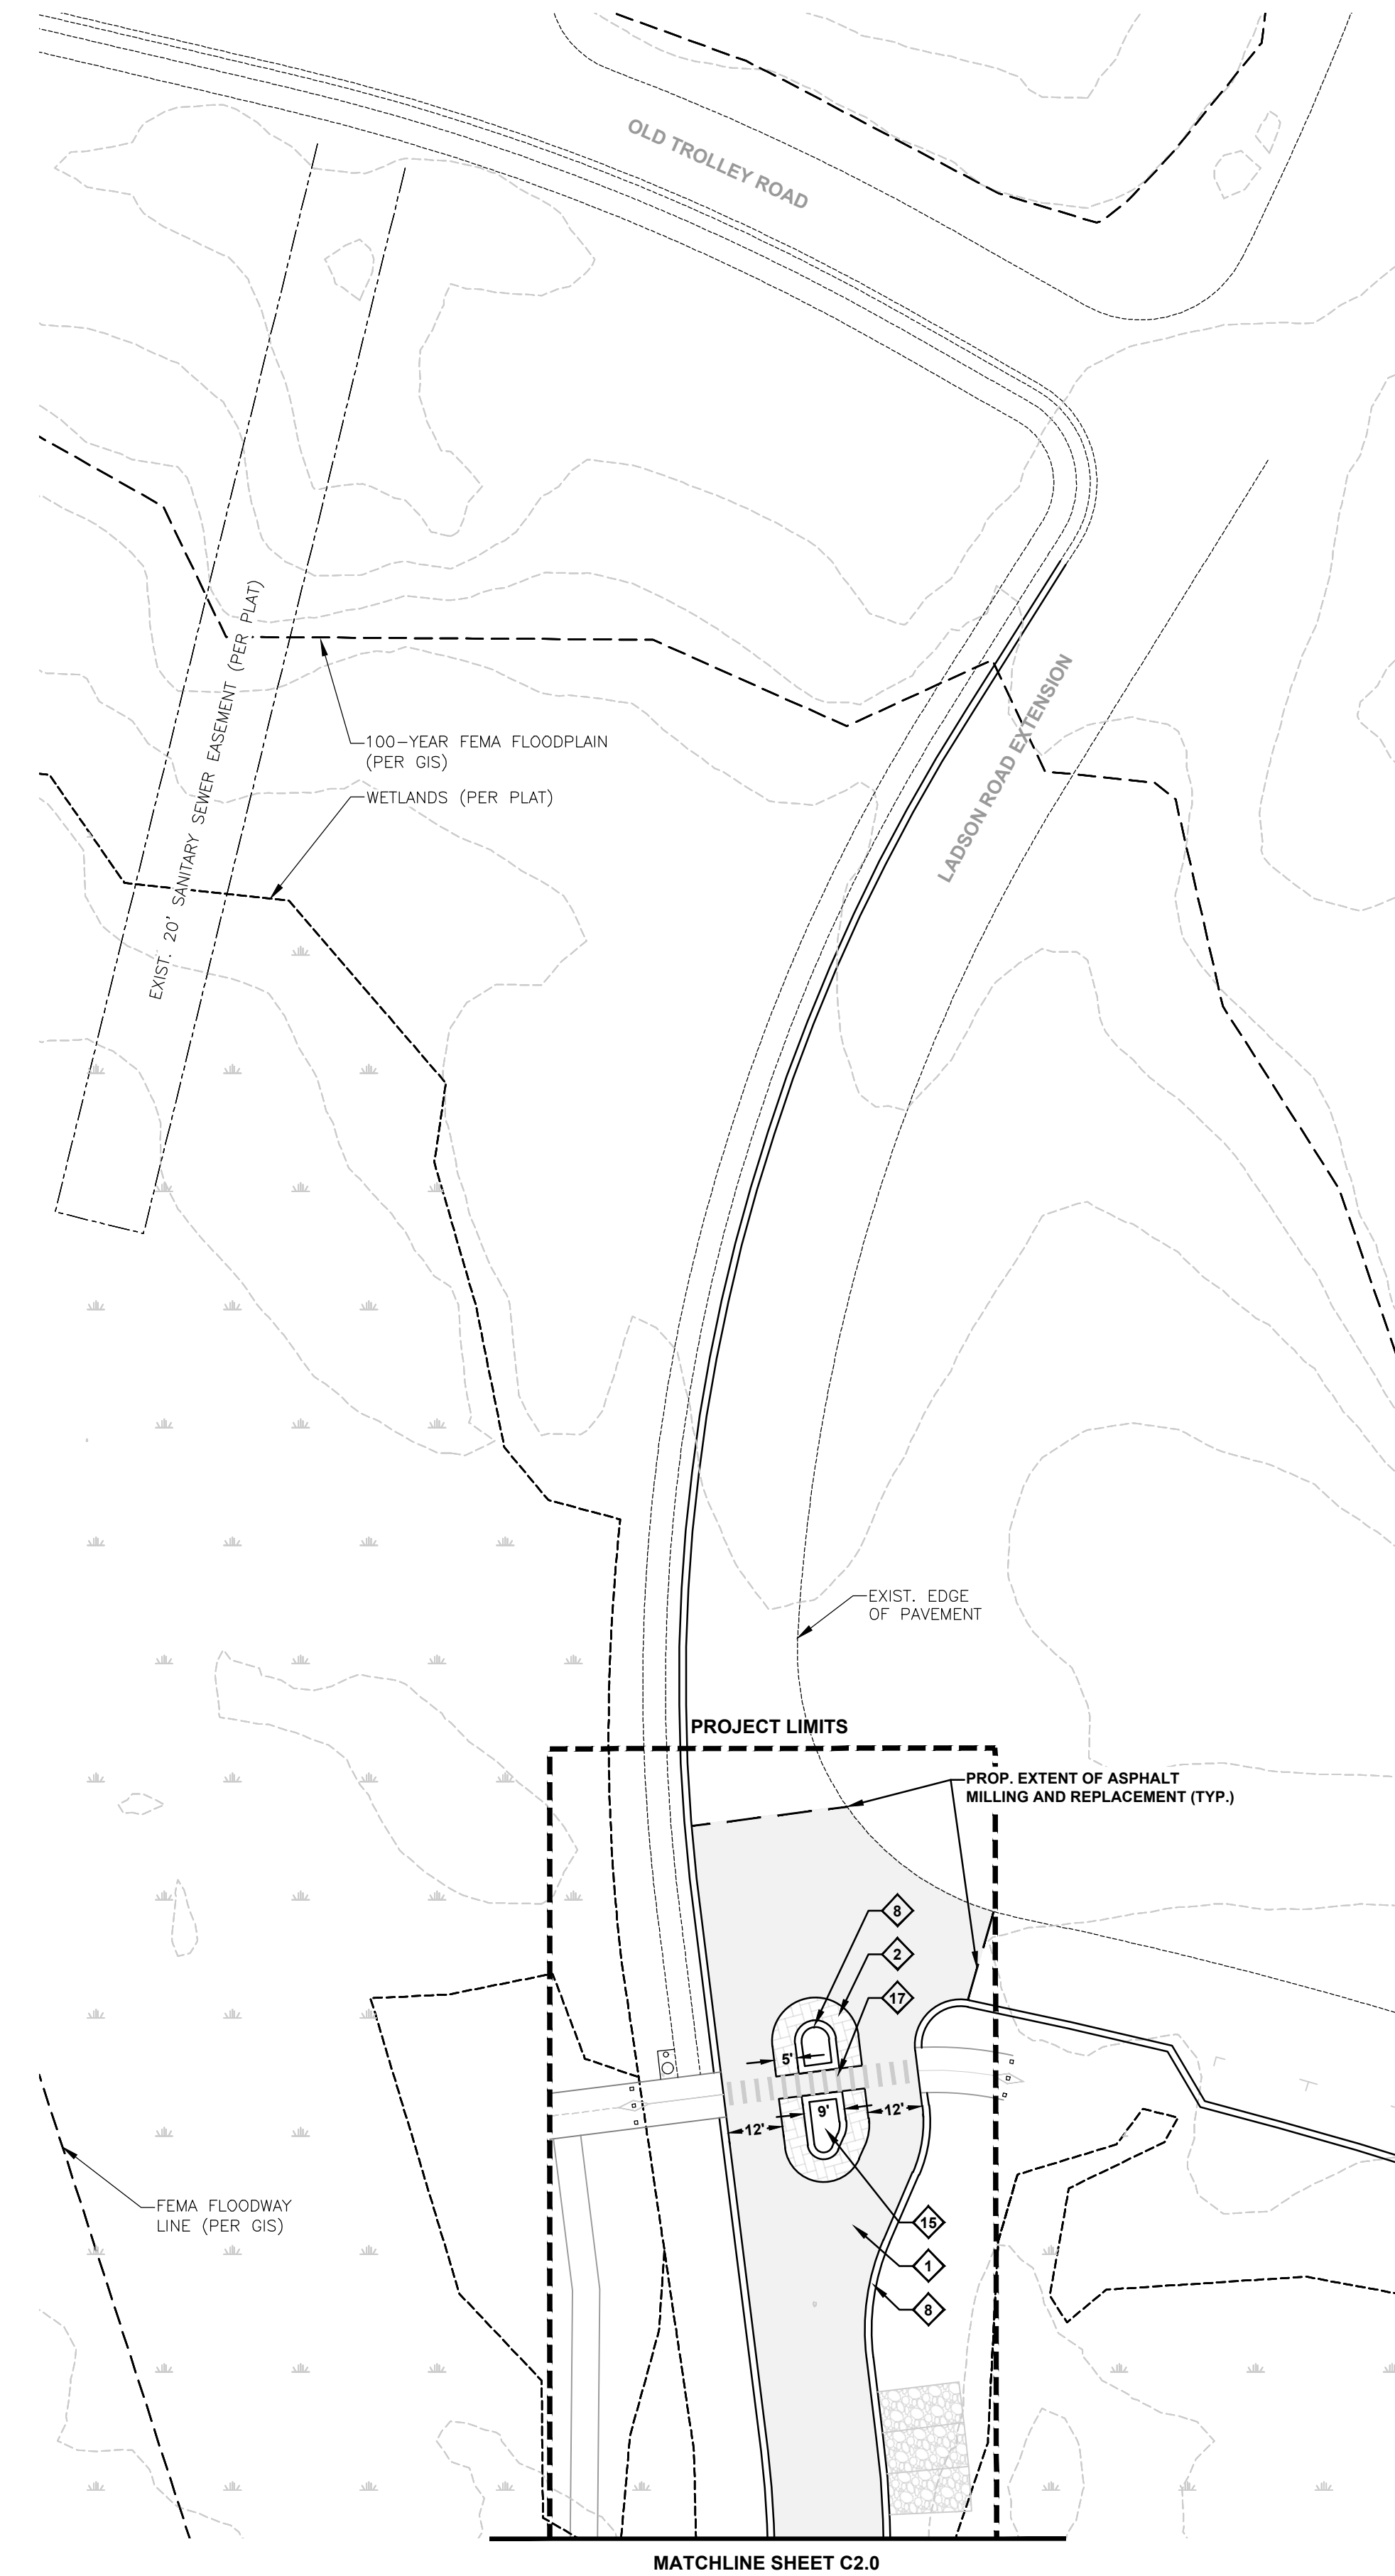 OLD TROLLEY ROAD
EXIST. 20' SANITARY SEWER EASEMENT (PER PLAT)
LADSON ROAD EXTENSION
100-YEAR FEMA FLOODPLAIN
(PER GIS)
WETLANDS (PER PLAT)
EXIST. EDGE
OF PAVEMENT
PROJECT LIMITS
PROP. EXTENT OF ASPHALT
MILLING AND REPLACEMENT (TYP.)
8
2
17
5'
9'
12'
12'
FEMA FLOODWAY
LINE (PER GIS)
15
1
8
MATCHLINE SHEET C2.0